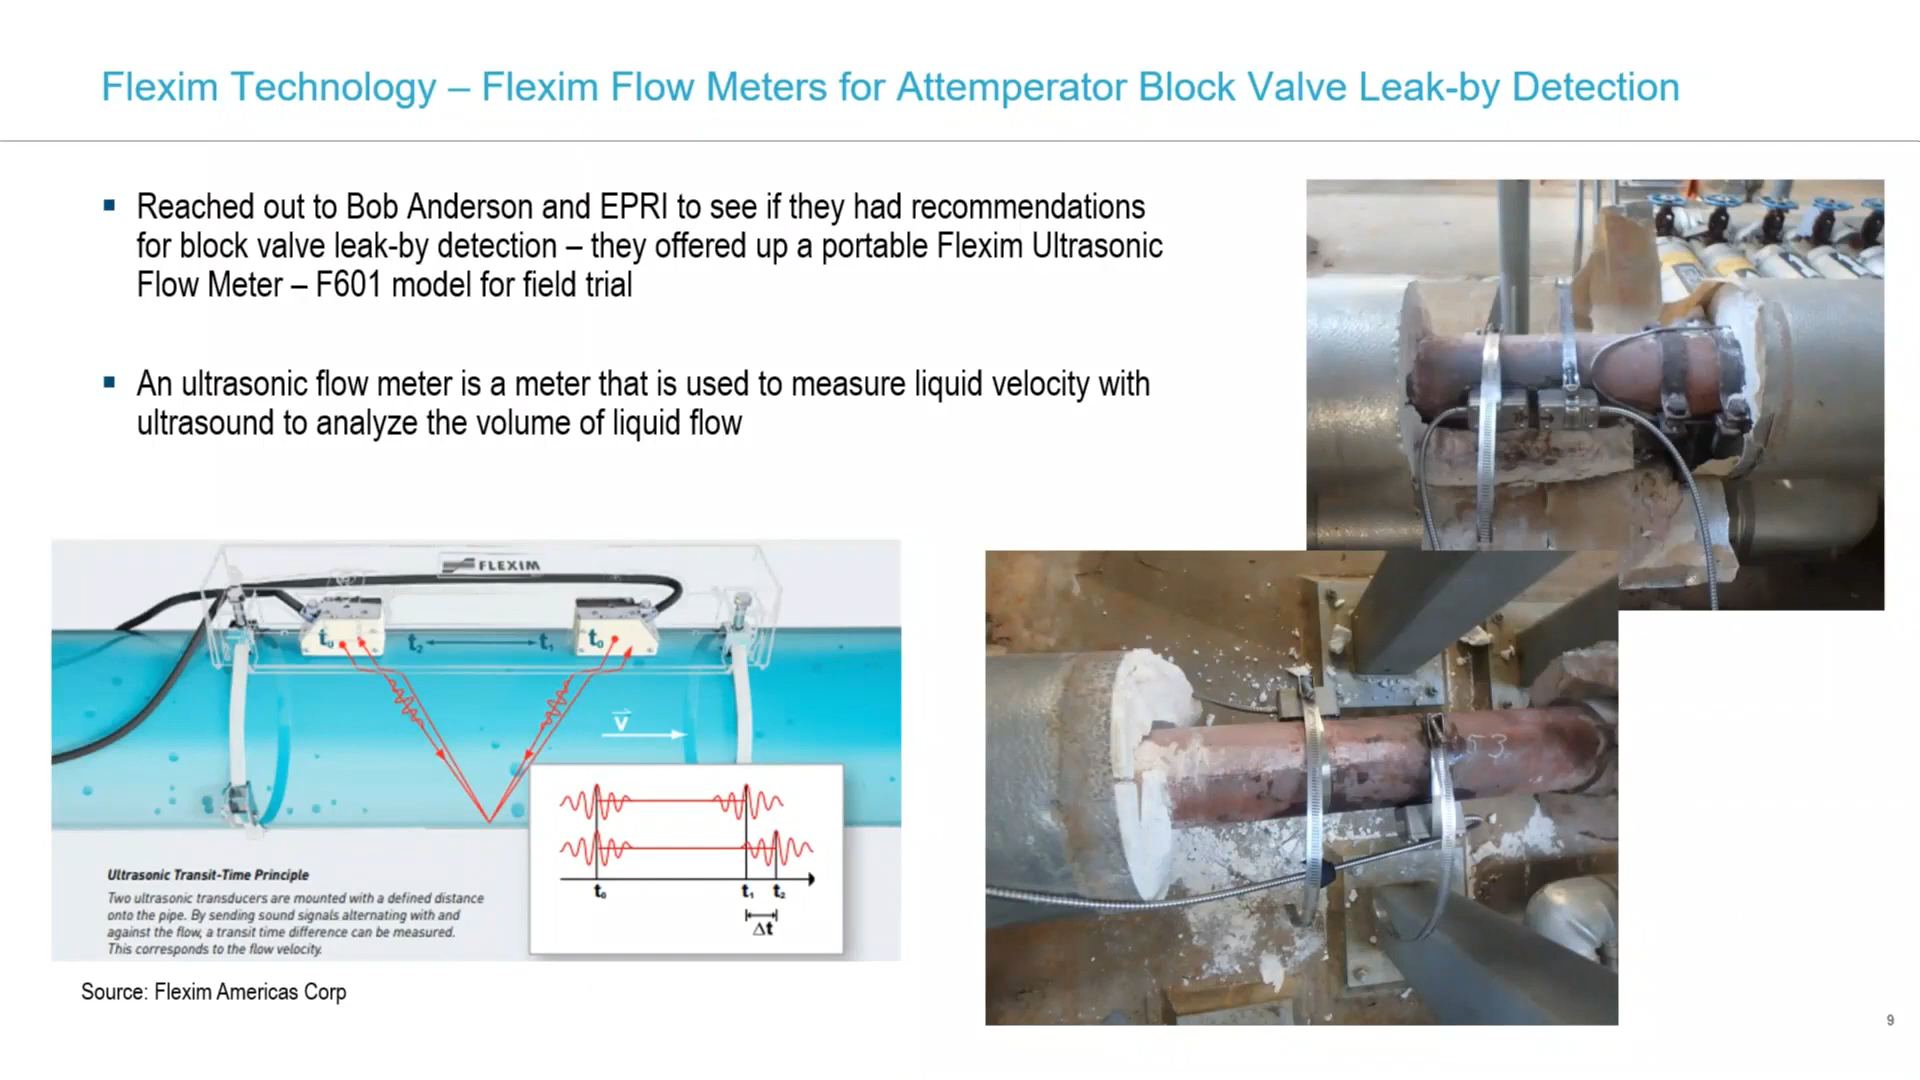 Flexim Technology – Flexim Flow Meters for Attemperator Block Valve Leak-by Detection
▪ Reached out to Bob Anderson and EPRI to see if they had recommendations
for block valve leak-by detection – they offered up a portable Flexim Ultrasonic
Flow Meter – F601 model for field trial
▪ An ultrasonic flow meter is a meter that is used to measure liquid velocity with
ultrasound to analyze the volume of liquid flow
FLEXIM
t₀ t₂ t₁ t₀
v
t₀ t₁ t₂
Δt
Ultrasonic Transit-Time Principle
Two ultrasonic transducers are mounted with a defined distance
onto the pipe. By sending sound signals alternating with and
against the flow, a transit time difference can be measured.
This corresponds to the flow velocity.
Source: Flexim Americas Corp
53
9